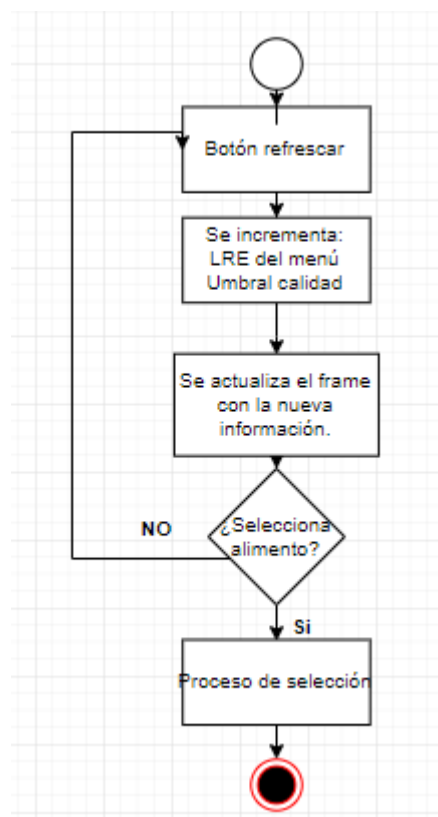 Botón refrescar
Se incrementa:
LRE del menú
Umbral calidad
Se actualiza el frame
con la nueva
información.
¿Selecciona
alimento?
NO
Si
Proceso de selección